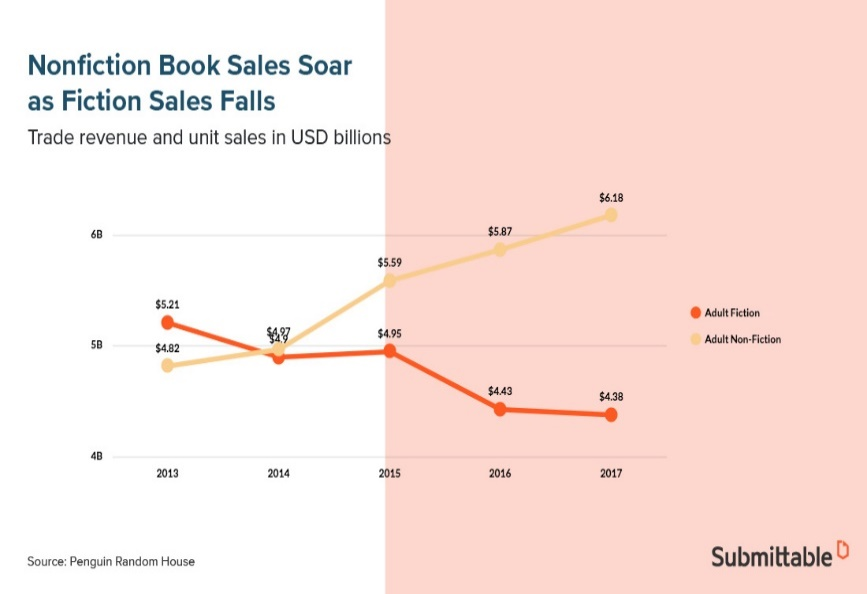 Nonfiction Book Sales Soar
as Fiction Sales Falls
Trade revenue and unit sales in USD billions
$6.18
6B
$5.87
$5.59
$5.21
$4.97
$4.9
$4.95
5B
$4.82
$4.43
$4.38
4B
2013 2014 2015 2016 2017
Adult Fiction
Adult Non-Fiction
Source: Penguin Random House
Submittable